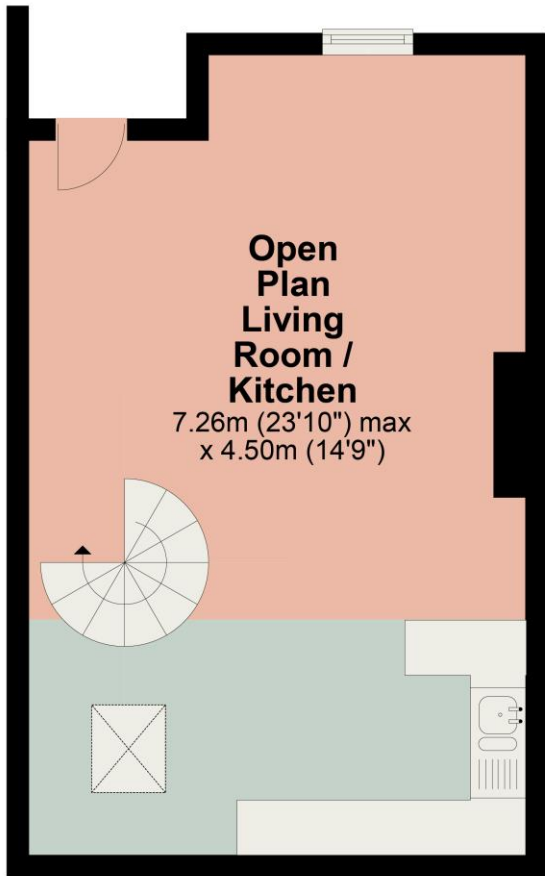 Open
Plan
Living
Room /
Kitchen
7.26m (23'10") max
x 4.50m (14'9")